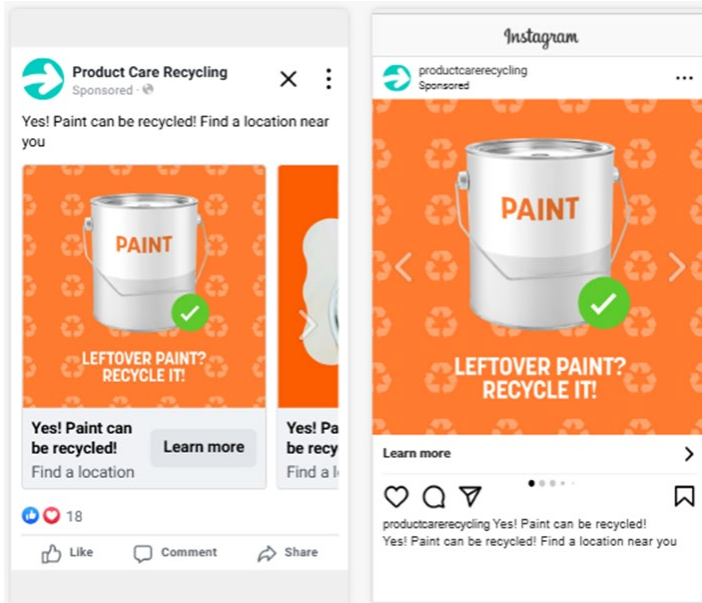 Product Care Recycling
Sponsored ·
Yes! Paint can be recycled! Find a location near
you
PAINT
LEFTOVER PAINT?
RECYCLE IT!
Yes! Paint can
be recycled!
Find a location
Learn more
Yes! Pa
be recy
Find a l
18
Like
Comment
Share
Instagram
productcarerecycling
Sponsored
PAINT
LEFTOVER PAINT?
RECYCLE IT!
Learn more
productcarerecycling Yes! Paint can be recycled!
Yes! Paint can be recycled! Find a location near you